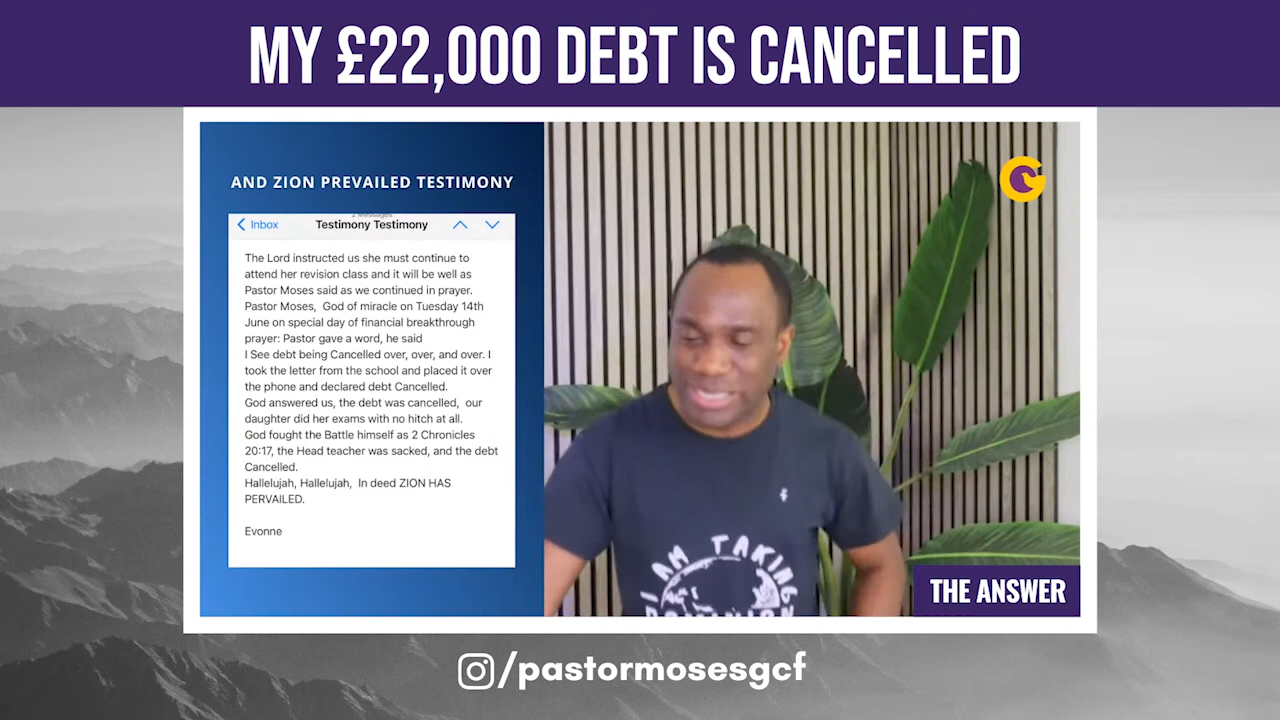 MY £22,000 DEBT IS CANCELLED
AND ZION PREVAILED TESTIMONY
2 Messages
Inbox
Testimony Testimony
The Lord instructed us she must continue to
attend her revision class and it will be well as
Pastor Moses said as we continued in prayer.
Pastor Moses, God of miracle on Tuesday 14th
June on special day of financial breakthrough
prayer: Pastor gave a word, he said
I See debt being Cancelled over, over, and over. I
took the letter from the school and placed it over
the phone and declared debt Cancelled.
God answered us, the debt was cancelled, our
daughter did her exams with no hitch at all.
God fought the Battle himself as 2 Chronicles
20:17, the Head teacher was sacked, and the debt
Cancelled.
Hallelujah, Hallelujah, In deed ZION HAS
PERVAILED.
Evonne
I AM TAKING
DOMINION
THE ANSWER
/pastormosesgcf